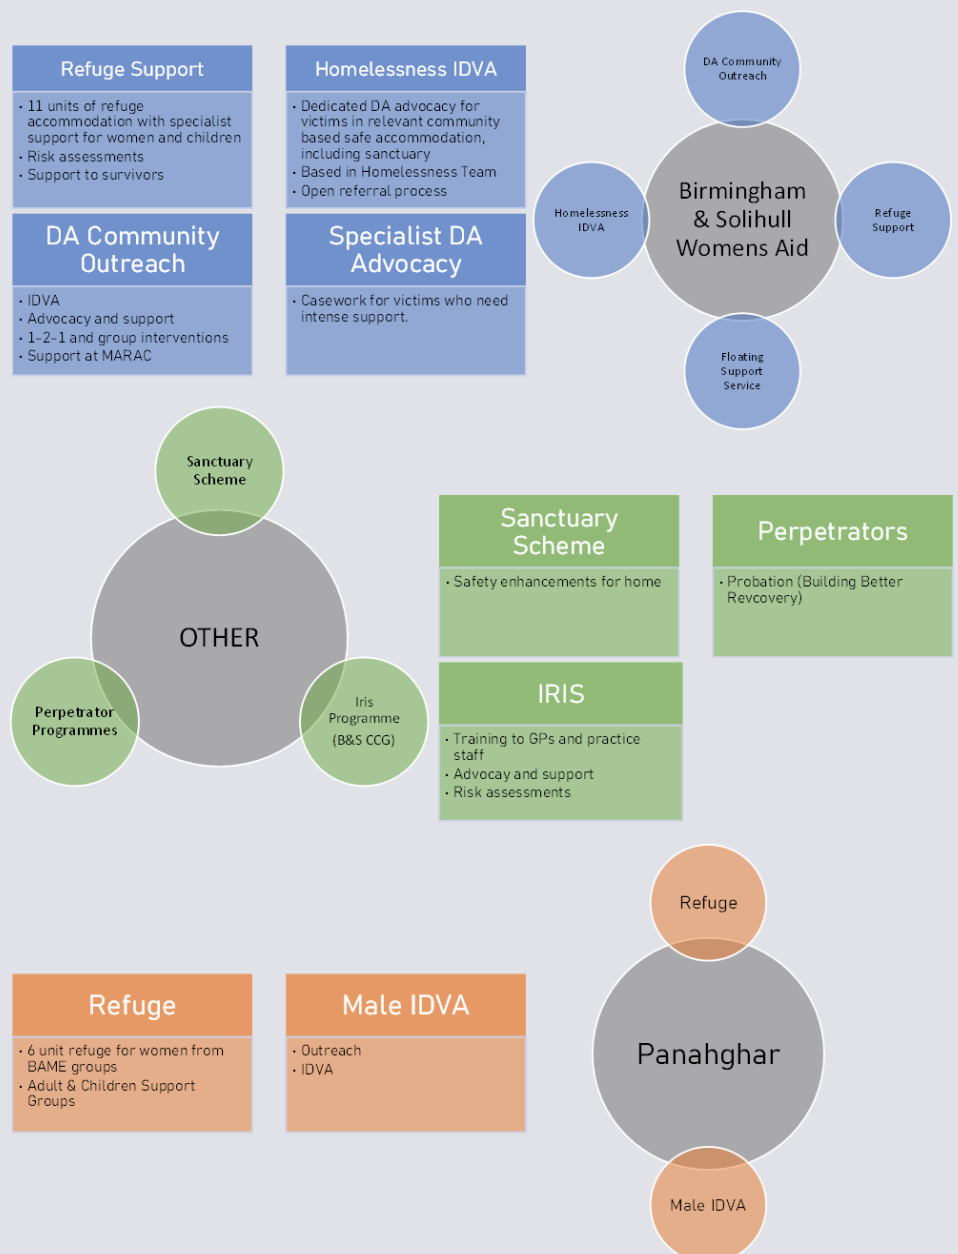 Refuge Support
· 11 units of refuge
accommodation with specialist
support for women and children
· Risk assessments
· Support to survivors
Homelessness IDVA
· Dedicated DA advocacy for
victims in relevant community
based safe accommodation,
including sanctuary
· Based in Homelessness Team
· Open referral process
DA Community
Outreach
· IDVA
· Advocacy and support
· 1-2-1 and group interventions
· Support at MARAC
Specialist DA
Advocacy
· Casework for victims who need
intense support.
DA Community
Outreach
Homelessness
IDVA
Birmingham
& Solihull
Womens Aid
Refuge
Support
Floating
Support
Service
Sanctuary
Scheme
OTHER
Perpetrator
Programmes
Iris
Programme
(B&S CCG)
Sanctuary
Scheme
· Safety enhancements for home
Perpetrators
· Probation (Building Better
Revcovery)
IRIS
· Training to GPs and practice
staff
· Advocay and support
· Risk assessments
Refuge
· 6 unit refuge for women from
BAME groups
· Adult & Children Support
Groups
Male IDVA
· Outreach
· IDVA
Refuge
Panahghar
Male IDVA